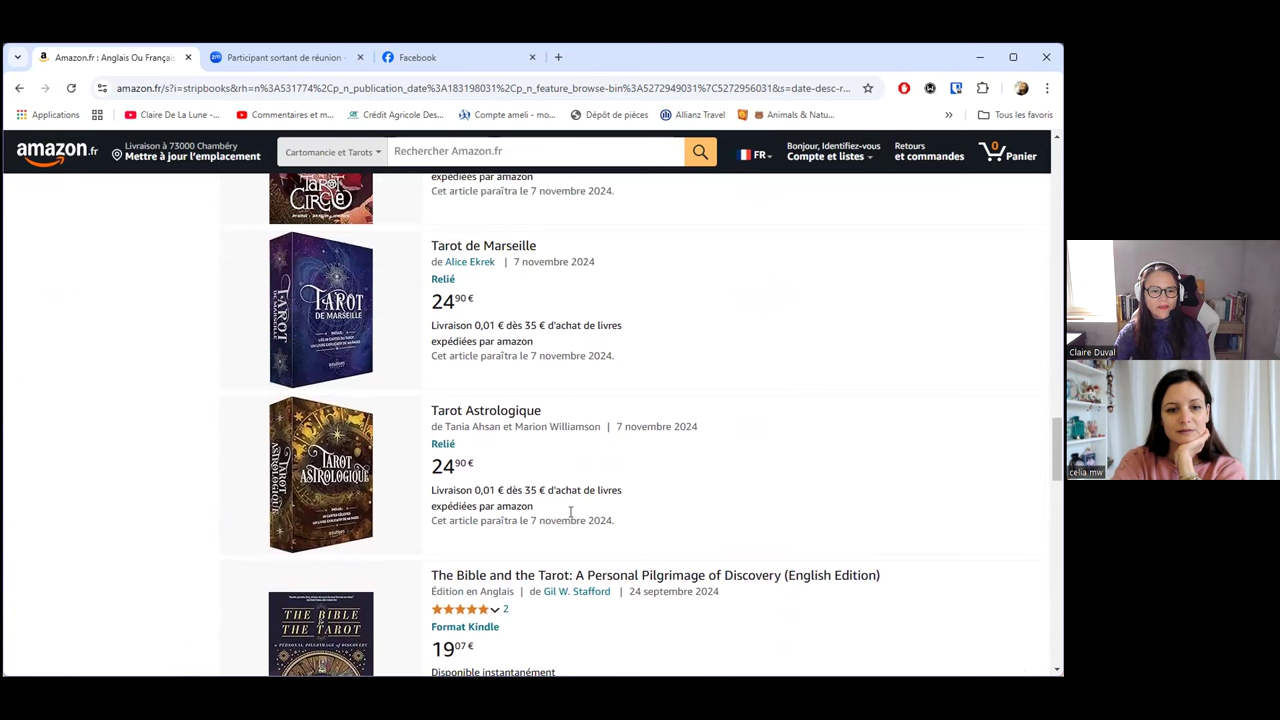 Amazon.fr : Anglais Ou Françai
Participant sortant de réunion -
Facebook
amazon.fr/s?i=stripbooks&rh=n%3A531774%2Cp_n_publication_date%3A183198031%2Cp_n_feature_browse-bin%3A5272949031%7C5272956031&s=date-desc-r...
Applications
Claire De La Lune -...
Commentaires et m...
Crédit Agricole Des...
Compte ameli - mo...
Dépôt de pièces
Allianz Travel
Animals & Natu...
»
Tous les favoris
amazon.fr
Livraison à 73000 Chambéry
Mettre à jour l'emplacement
Cartomancie et Tarots
Rechercher Amazon.fr
FR
Bonjour, Identifiez-vous
Compte et listes
Retours
et commandes
0
Panier
TAROT
CIRCLE
expédiées par amazon
Cet article paraîtra le 7 novembre 2024.
TAROT
DE MARSEILLE
Tarot de Marseille
de Alice Ekrek | 7 novembre 2024
Relié
24,90 €
Livraison 0,01 € dès 35 € d'achat de livres
expédiées par amazon
Cet article paraîtra le 7 novembre 2024.
TAROT
ASTROLOGIQUE
Tarot Astrologique
de Tania Ahsan et Marion Williamson | 7 novembre 2024
Relié
24,90 €
Livraison 0,01 € dès 35 € d'achat de livres
expédiées par amazon
Cet article paraîtra le 7 novembre 2024.
THE BIBLE
AND
THE TAROT
The Bible and the Tarot: A Personal Pilgrimage of Discovery (English Edition)
Édition en Anglais | de Gil W. Stafford | 24 septembre 2024
2
Format Kindle
19,07 €
Disponible instantanément
Claire Duval
celia mw